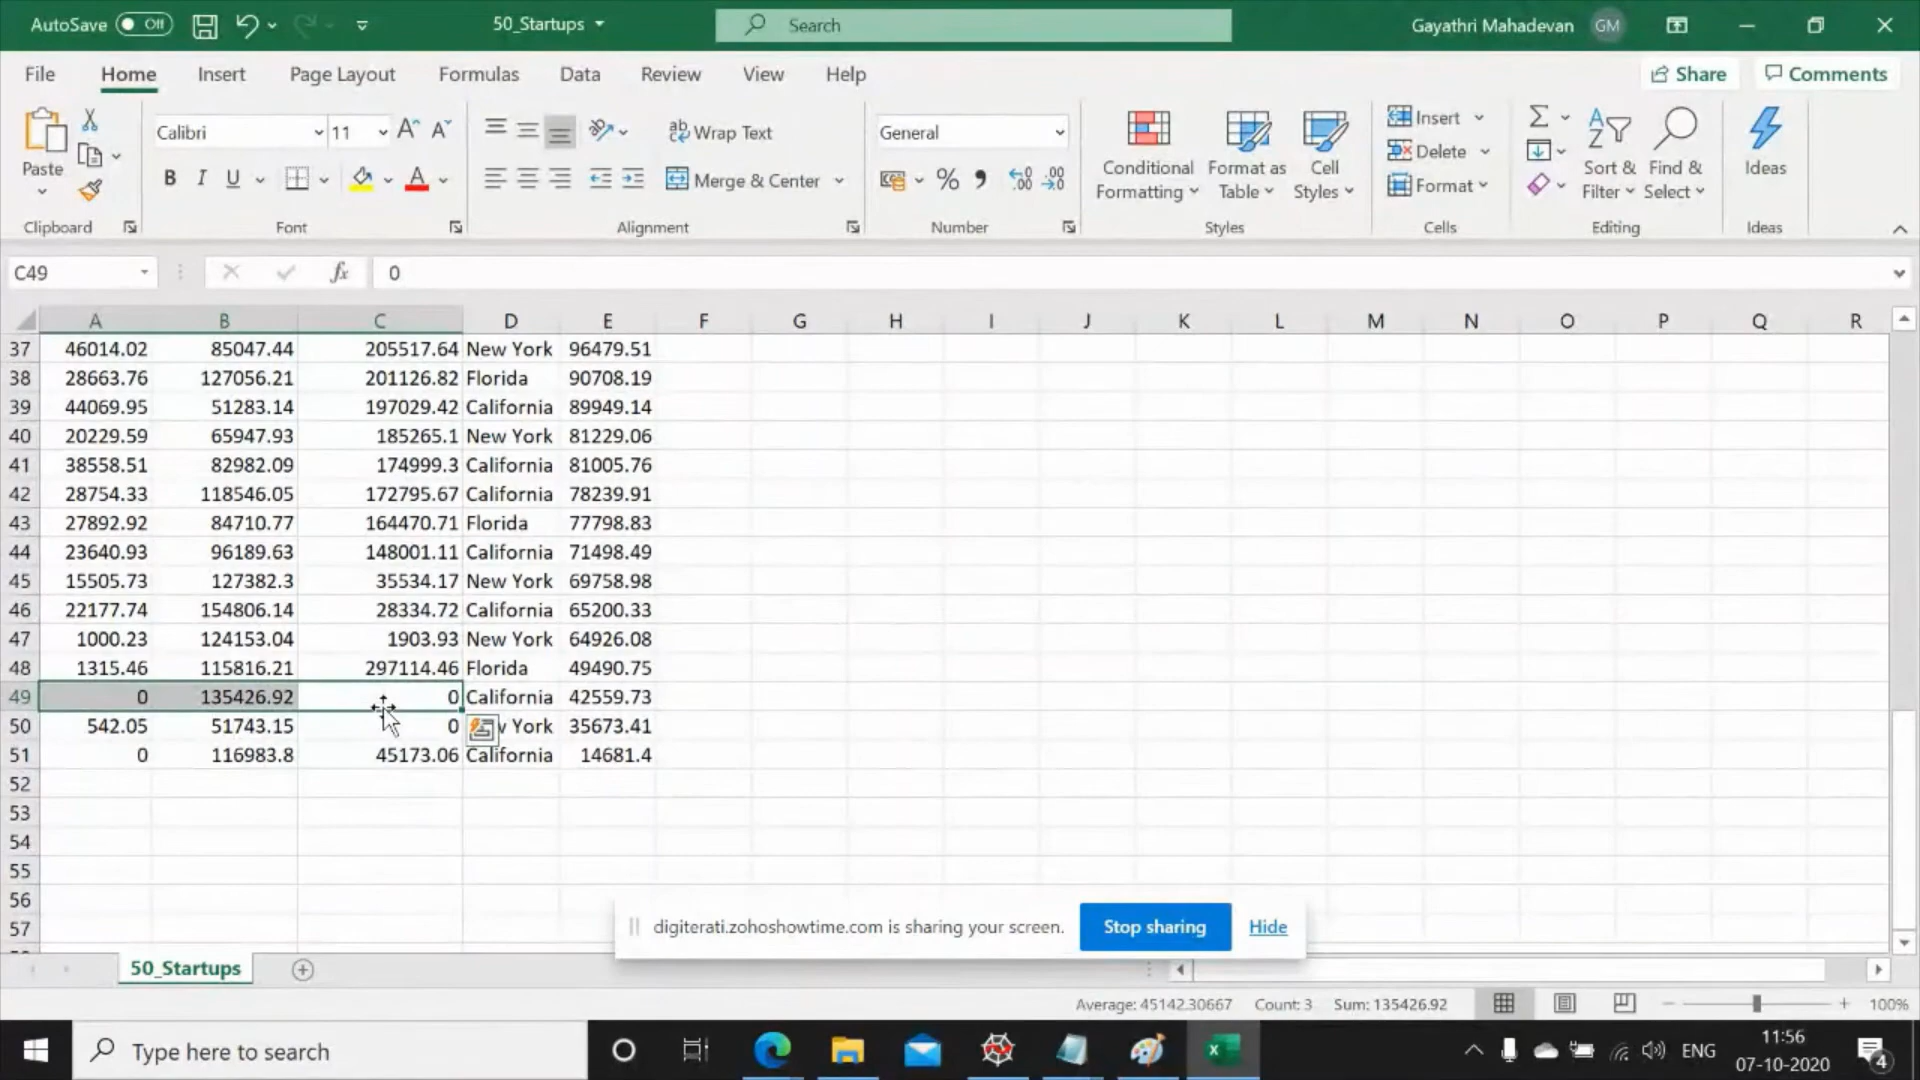 AutoSave Off 50_Startups Search Gayathri Mahadevan GM
File Home Insert Page Layout Formulas Data Review View Help Share Comments
Paste Calibri 11 Wrap Text General Conditional Formatting Format as Table Cell Styles Insert Sort & Filter Find & Select Ideas
B I U Merge & Center % Delete
Format
Clipboard Font Alignment Number Styles Cells Editing Ideas
C49 fx 0
A B C D E F G H I J K L M N O P Q R
37 46014.02 85047.44 205517.64 New York 96479.51
38 28663.76 127056.21 201126.82 Florida 90708.19
39 44069.95 51283.14 197029.42 California 89949.14
40 20229.59 65947.93 185265.1 New York 81229.06
41 38558.51 82982.09 174999.3 California 81005.76
42 28754.33 118546.05 172795.67 California 78239.91
43 27892.92 84710.77 164470.71 Florida 77798.83
44 23640.93 96189.63 148001.11 California 71498.49
45 15505.73 127382.3 35534.17 New York 69758.98
46 22177.74 154806.14 28334.72 California 65200.33
47 1000.23 124153.04 1903.93 New York 64926.08
48 1315.46 115816.21 297114.46 Florida 49490.75
49 0 135426.92 0 California 42559.73
50 542.05 51743.15 0 York 35673.41
51 0 116983.8 45173.06 California 14681.4
52
53
54
55
56
57
digiterati.zohoshowtime.com is sharing your screen. Stop sharing Hide
50_Startups
Average: 45142.30667 Count: 3 Sum: 135426.92 100%
Type here to search ENG 11:56
07-10-2020 4